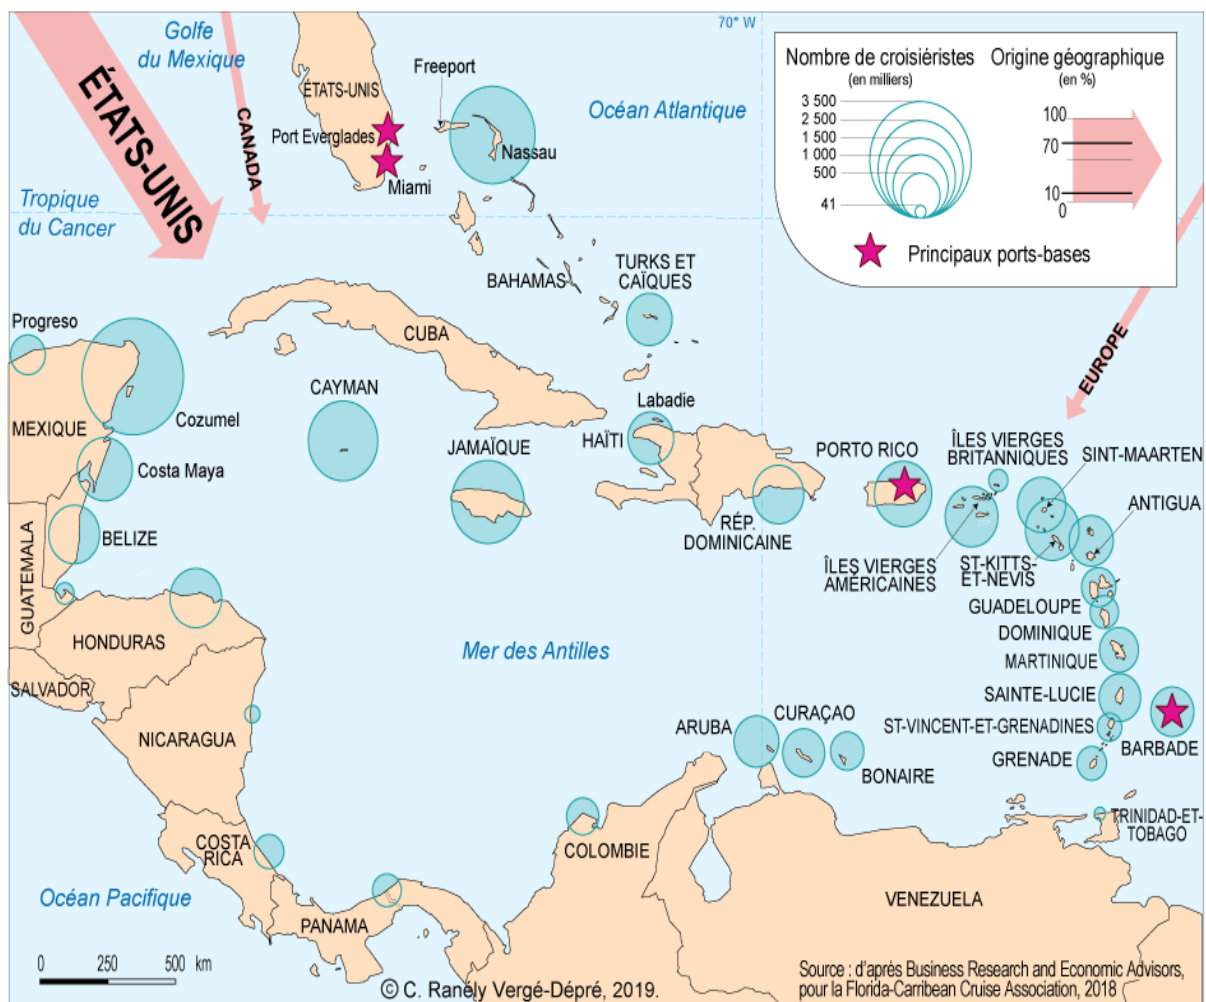 Golfe
du Mexique
70° W
ÉTATS-UNIS
CANADA
Tropique
du Cancer
ÉTATS-UNIS
Freeport
Port Everglades
Miami
Nassau
Océan Atlantique
Nombre de croisiéristes
(en milliers)
3 500
2 500
1 500
1 000
500
41
Origine géographique
(en %)
100
70
10
0
Principaux ports-bases
BAHAMAS
TURKS ET
CAÏQUES
EUROPE
Progreso
CUBA
Cozumel
MEXIQUE
CAYMAN
Costa Maya
JAMAÏQUE
Labadie
HAÏTI
RÉP.
DOMINICAINE
PORTO RICO
ÎLES VIERGES
BRITANNIQUES
SINT-MAARTEN
ANTIGUA
ÎLES VIERGES
AMÉRICAINES
ST-KITTS-
ET-NEVIS
BELIZE
GUATEMALA
HONDURAS
SALVADOR
NICARAGUA
Mer des Antilles
GUADELOUPE
DOMINIQUE
MARTINIQUE
SAINTE-LUCIE
ST-VINCENT-ET-GRENADINES
BARBADE
GRENADE
ARUBA
CURAÇAO
BONAIRE
TRINIDAD-ET-
TOBAGO
COSTA
RICA
PANAMA
COLOMBIE
VENEZUELA
Océan Pacifique
0 250 500 km
© C. Ranély Vergé-Dépré, 2019.
Source : d'après Business Research and Economic Advisors,
pour la Florida-Carribean Cruise Association, 2018